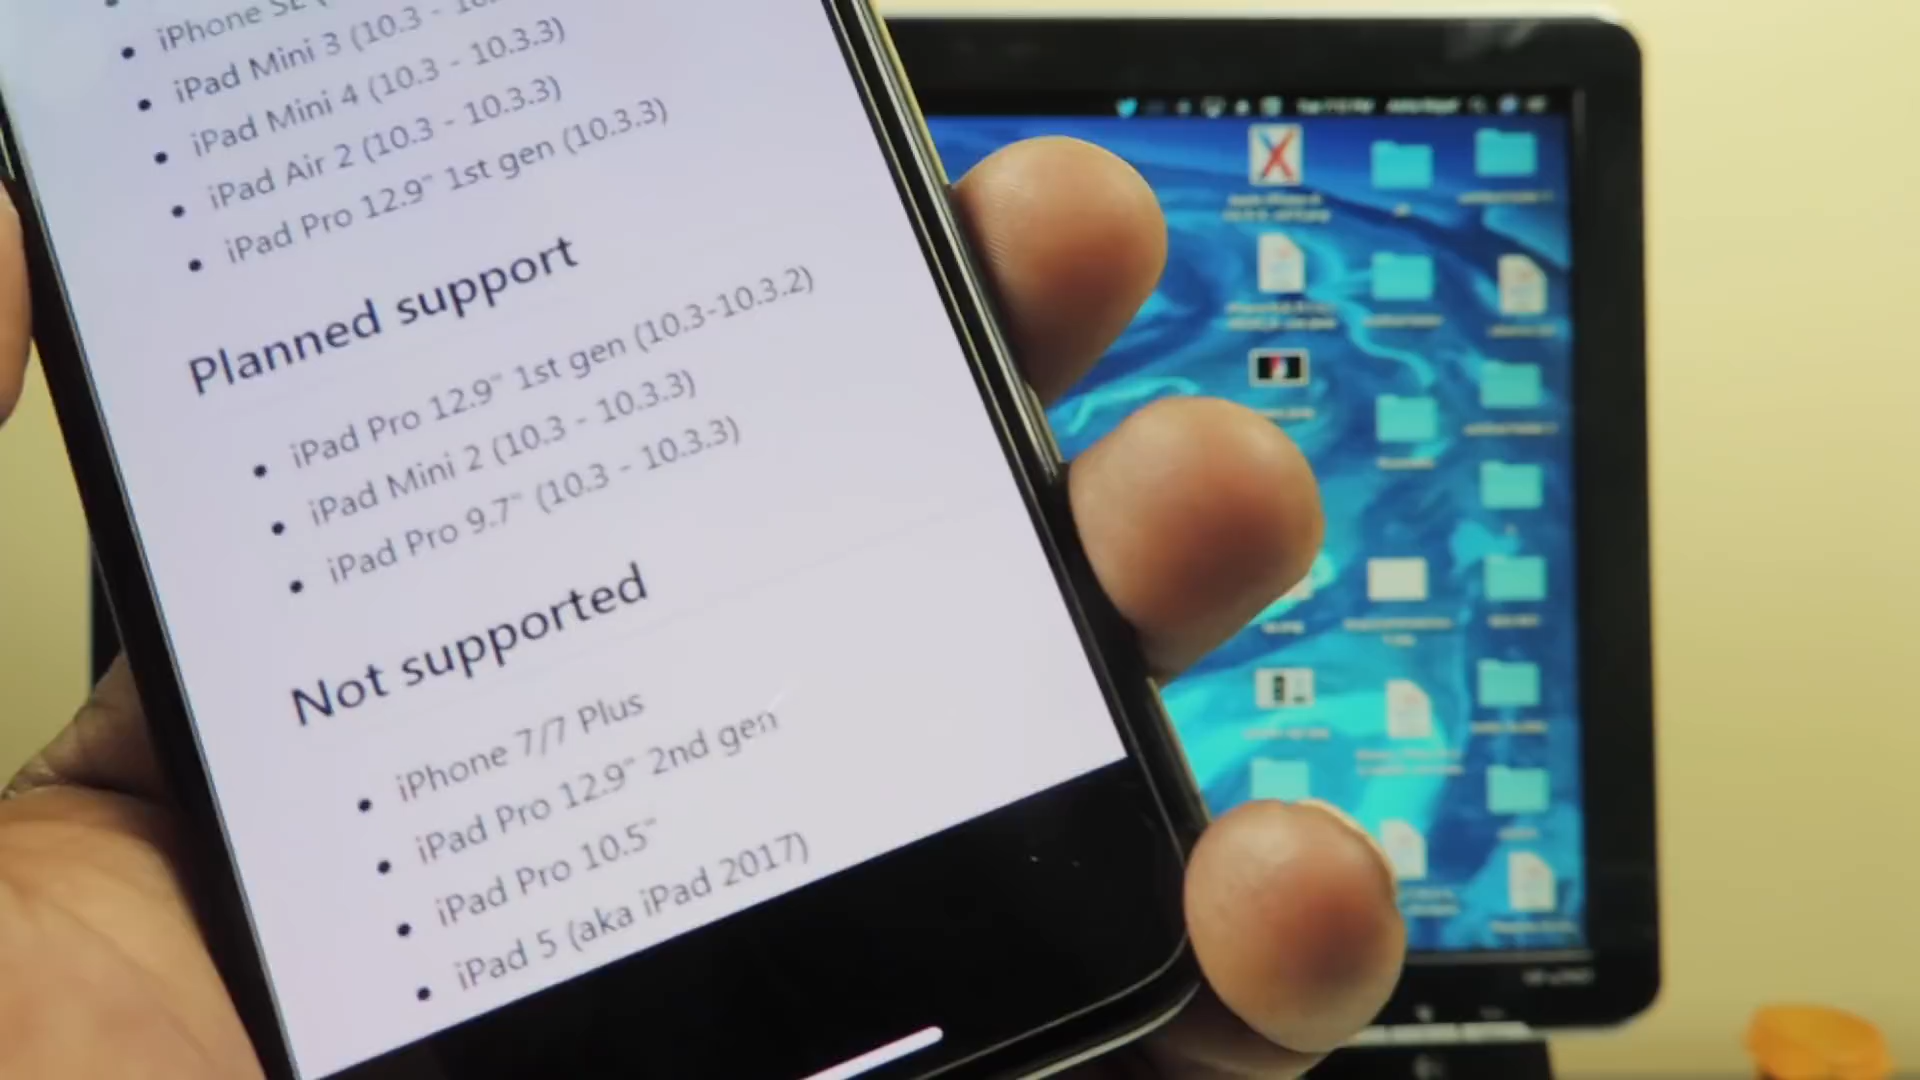 iPhone SE (
iPad Mini 3 (10.3 - 10.
iPad Mini 4 (10.3 - 10.3.3)
iPad Air 2 (10.3 - 10.3.3)
iPad Pro 12.9" 1st gen (10.3.3)
Planned support
iPad Pro 12.9" 1st gen (10.3-10.3.2)
iPad Mini 2 (10.3 - 10.3.3)
iPad Pro 9.7" (10.3 - 10.3.3)
Not supported
iPhone 7/7 Plus
iPad Pro 12.9" 2nd gen
iPad Pro 10.5"
iPad 5 (aka iPad 2017)